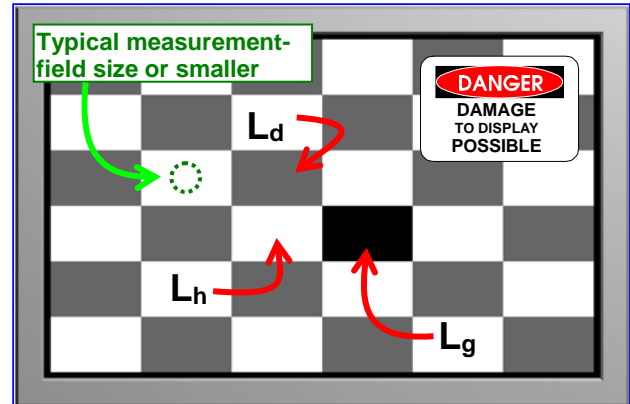 Typical measurement-
field size or smaller
DANGER
DAMAGE
TO DISPLAY
POSSIBLE
Ld
Lh
Lg